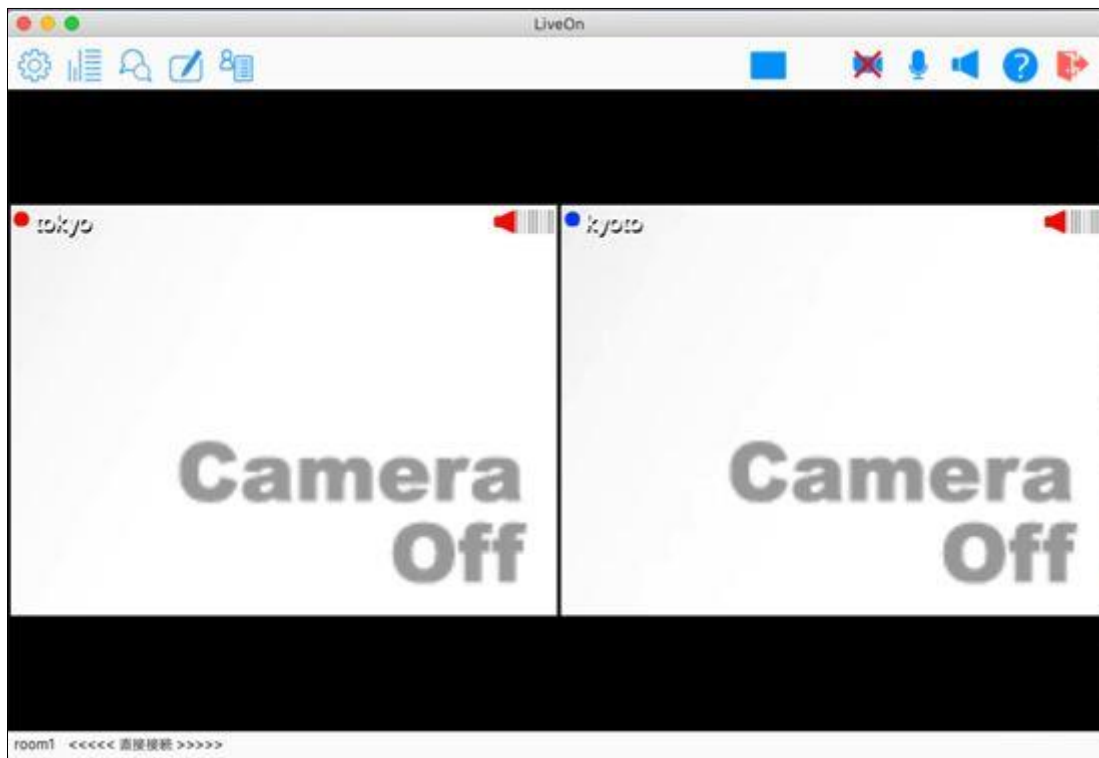 LiveOn
tokyo
kyoto
Camera
Off
Camera
Off
room1 <<<<< 直接接続 >>>>>